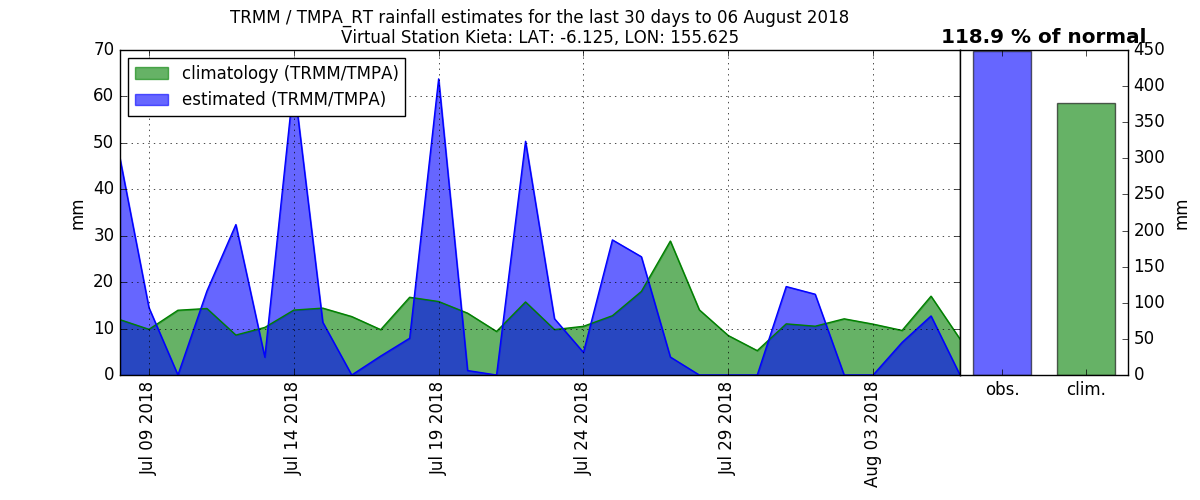 TRMM / TMPA_RT rainfall estimates for the last 30 days to 06 August 2018
Virtual Station Kieta: LAT: -6.125, LON: 155.625
118.9 % of normal
climatology (TRMM/TMPA)
estimated (TRMM/TMPA)
mm
70
60
50
40
30
20
10
0
Jul 09 2018
Jul 14 2018
Jul 19 2018
Jul 24 2018
Jul 29 2018
Aug 03 2018
obs.
clim.
450
400
350
300
250
200
150
100
50
0
mm